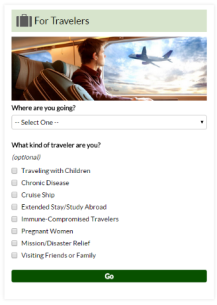 For Travelers
Where are you going?
-- Select One --
What kind of traveler are you?
(optional)
Traveling with Children
Chronic Disease
Cruise Ship
Extended Stay/Study Abroad
Immune-Compromised Travelers
Pregnant Women
Mission/Disaster Relief
Visiting Friends or Family
Go